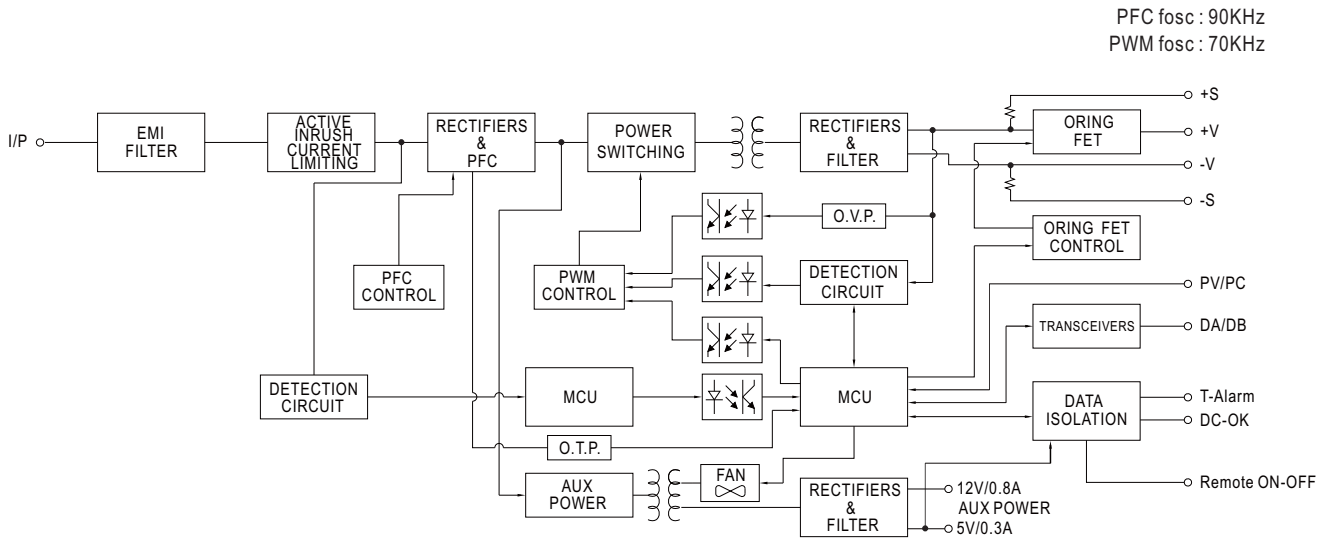 PFC fosc : 90KHz
PWM fosc : 70KHz
I/P
EMI
FILTER
ACTIVE
INRUSH
CURRENT
LIMITING
RECTIFIERS
&
PFC
POWER
SWITCHING
RECTIFIERS
&
FILTER
ORING
FET
+S
+V
-V
-S
O.V.P.
ORING FET
CONTROL
PFC
CONTROL
PWM
CONTROL
DETECTION
CIRCUIT
PV/PC
TRANSCEIVERS
DA/DB
DETECTION
CIRCUIT
MCU
MCU
DATA
ISOLATION
T-Alarm
DC-OK
O.T.P.
AUX
POWER
FAN
RECTIFIERS
&
FILTER
12V/0.8A
AUX POWER
5V/0.3A
Remote ON-OFF